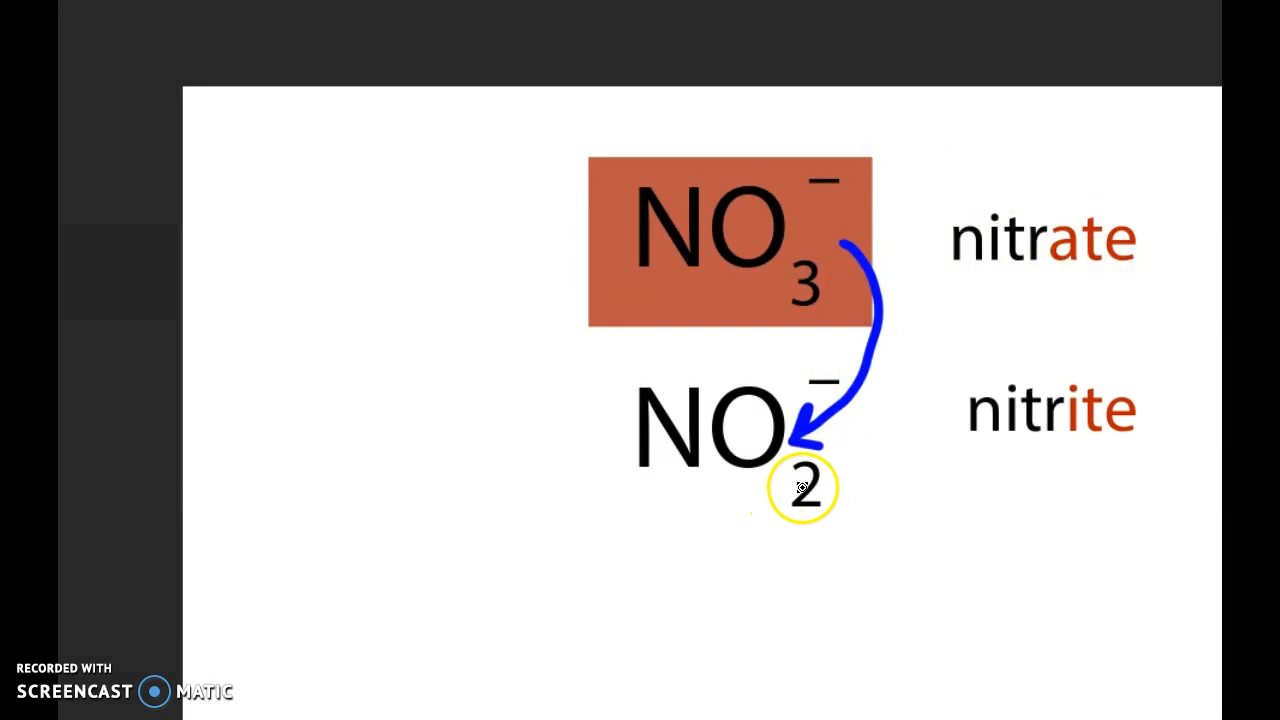 NO3− nitrate
NO2− nitrite
RECORDED WITH
SCREENCAST MATIC